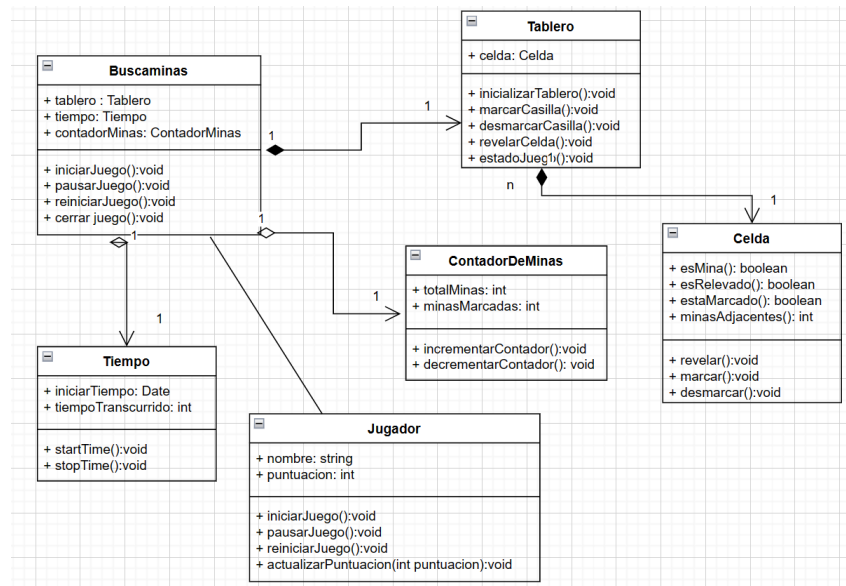 Buscaminas
+ tablero : Tablero
+ tiempo: Tiempo
+ contadorMinas: ContadorMinas
+ iniciarJuego():void
+ pausarJuego():void
+ reiniciarJuego():void
+ cerrar juego():void
1
1
Tablero
+ celda: Celda
+ inicializarTablero():void
+ marcarCasilla():void
+ desmarcarCasilla():void
+ revelarCelda():void
+ estadoJuego():void
1
n
1
Celda
+ esMina(): boolean
+ esRelevado(): boolean
+ estaMarcado(): boolean
+ minasAdjacentes(): int
+ revelar():void
+ marcar():void
+ desmarcar():void
1
1
ContadorDeMinas
+ totalMinas: int
+ minasMarcadas: int
+ incrementarContador():void
+ decrementarContador(): void
1
1
Tiempo
+ iniciarTiempo: Date
+ tiempoTranscurrido: int
+ startTime():void
+ stopTime():void
Jugador
+ nombre: string
+ puntuacion: int
+ iniciarJuego():void
+ pausarJuego():void
+ reiniciarJuego():void
+ actualizarPuntuacion(int puntuacion):void